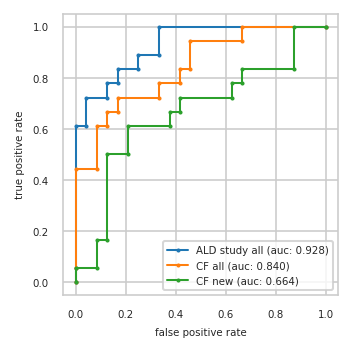 1.0
0.8
0.6
0.4
0.2
0.0
true positive rate
ALD study all (auc: 0.928)
CF all (auc: 0.840)
CF new (auc: 0.664)
0.0 0.2 0.4 0.6 0.8 1.0
false positive rate